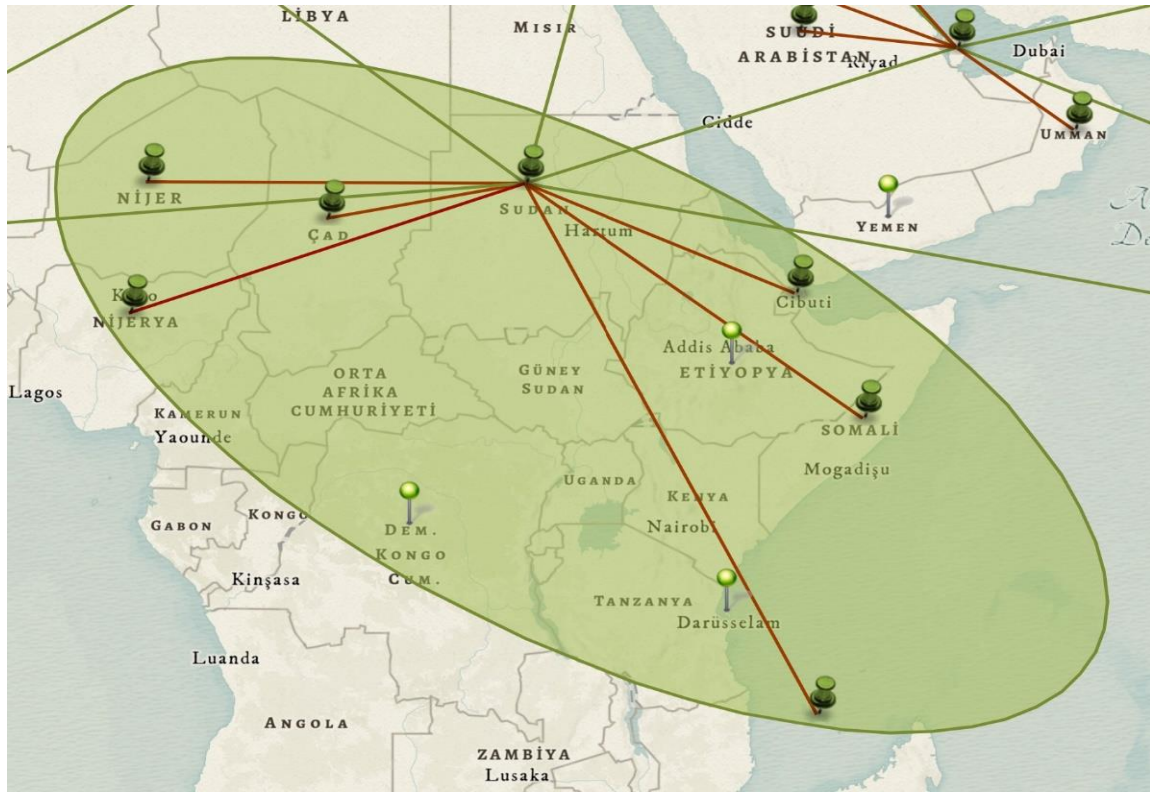 LİBYA
MISIR
SUUDİ
ARABİSTAN
Riyad
Dubai
Cidde
UMMAN
NİJER
SUDAN
Hartum
ÇAD
YEMEN
Cibuti
NİJERYA
Addis Ababa
ETİYOPYA
ORTA
AFRİKA
CUMHURİYETİ
GÜNEY
SUDAN
Lagos
KAMERUN
Yaounde
SOMALİ
Mogadişu
UGANDA
KENYA
Nairobi
GABON
KONGO
DEM.
KONGO
CUM.
Kinşasa
TANZANYA
Darüsselam
Luanda
ANGOLA
ZAMBİYA
Lusaka